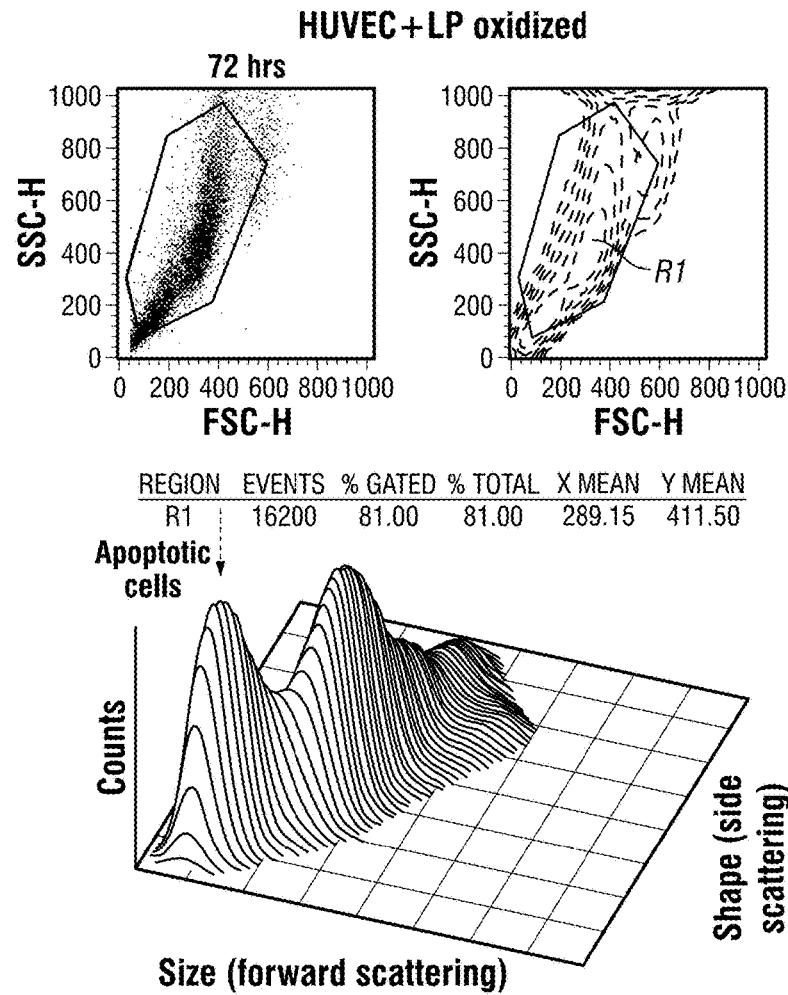 HUVEC+LP oxidized
72 hrs
SSC-H
1000
800
600
400
200
0
0 200 400 600 800 1000
FSC-H
SSC-H
1000
800
600
400
200
0
R1
0 200 400 600 800 1000
FSC-H
REGION EVENTS % GATED % TOTAL X MEAN Y MEAN
R1 16200 81.00 81.00 289.15 411.50
Apoptotic
cells
Counts
Size (forward scattering)
Shape (side
scattering)